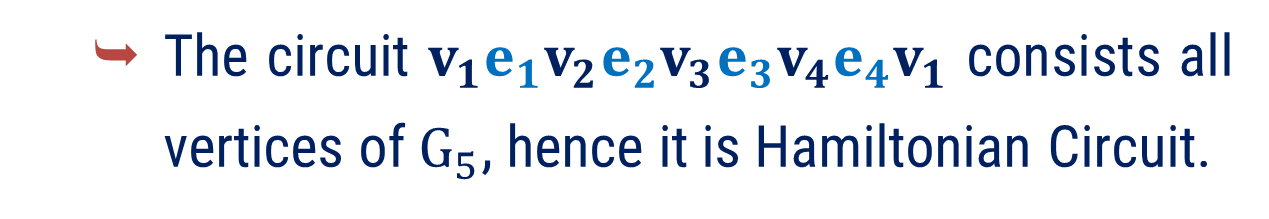 The circuit v₁e₁v₂e₂v₃e₃v₄e₄v₁ consists all
vertices of G₅, hence it is Hamiltonian Circuit.